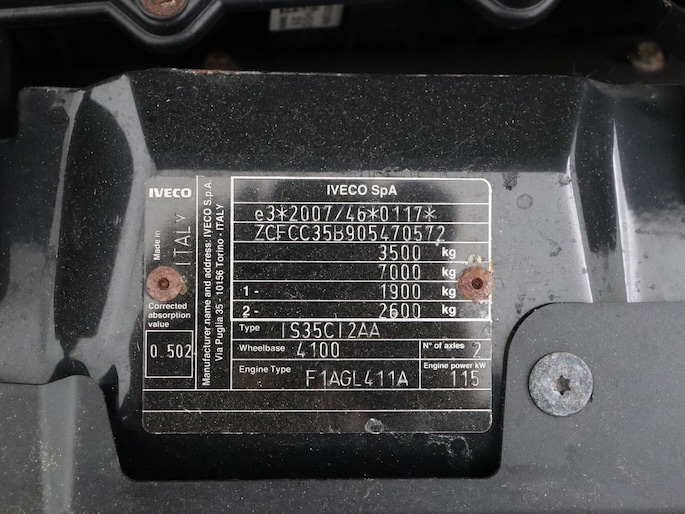 IVECO
Made in ITALY
Corrected
absorption
value
0.502
Manufacturer name and address: IVECO S.p.A.
Via Puglia 35 - 10156 Torino - ITALY
IVECO SpA
e3*2007/46*0117*
ZCFCC35B905470572
3500 kg
7000 kg
1- 1900 kg
2- 2600 kg
Type IS35CI2AA
Wheelbase 4100 N° of axles 2
Engine Type F1AGL411A Engine power kW 115